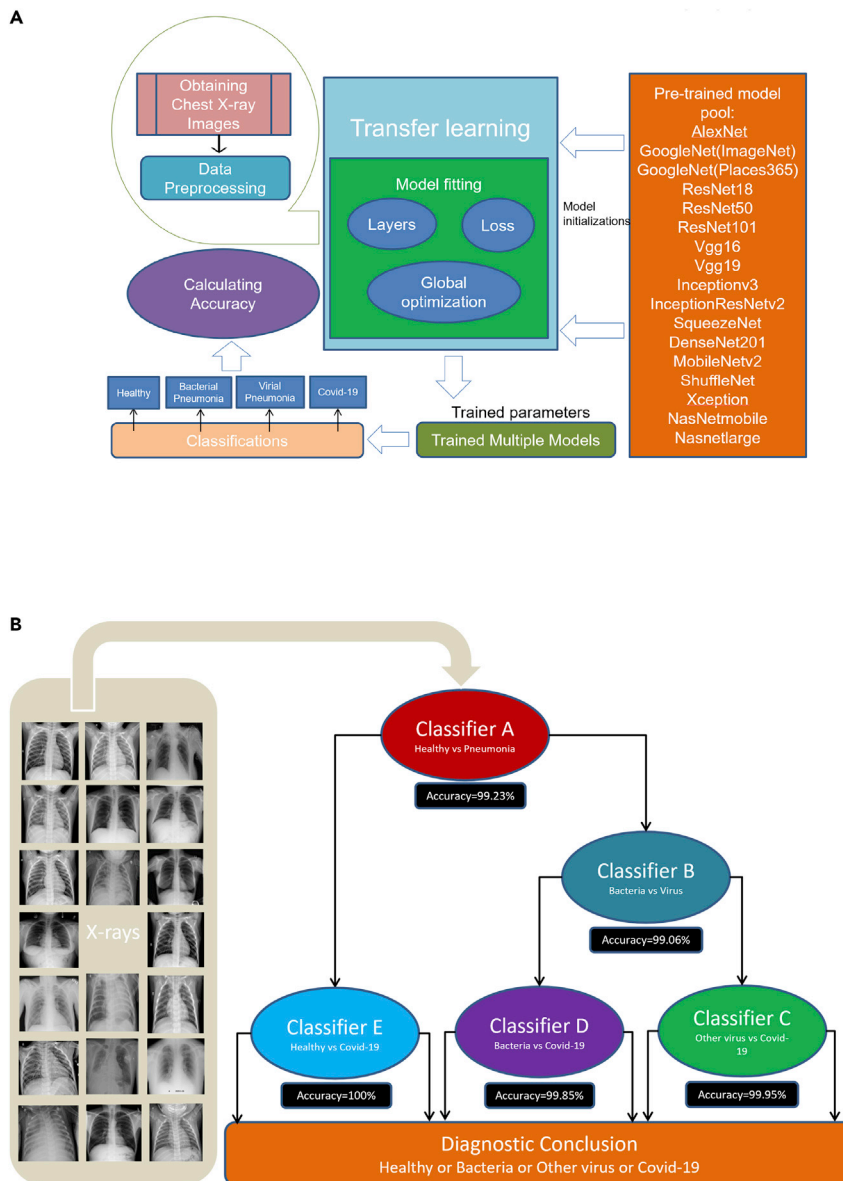 A
Obtaining
Chest X-ray
Images
Data
Preprocessing
Transfer learning
Model fitting
Layers
Loss
Global
optimization
Model
initializations
Pre-trained model
pool:
AlexNet
GoogleNet(ImageNet)
GoogleNet(Places365)
ResNet18
ResNet50
ResNet101
Vgg16
Vgg19
Inceptionv3
InceptionResNetv2
SqueezeNet
DenseNet201
MobileNetv2
ShuffleNet
Xception
NasNetmobile
Nasnetlarge
Calculating
Accuracy
Healthy
Bacterial
Pneumonia
Virial
Pneumonia
Covid-19
Classifications
Trained parameters
Trained Multiple Models
B
X-rays
Classifier A
Healthy vs Pneumonia
Accuracy=99.23%
Classifier B
Bacteria vs Virus
Accuracy=99.06%
Classifier E
Healthy vs Covid-19
Accuracy=100%
Classifier D
Bacteria vs Covid-19
Accuracy=99.85%
Classifier C
Other virus vs Covid-
19
Accuracy=99.95%
Diagnostic Conclusion
Healthy or Bacteria or Other virus or Covid-19